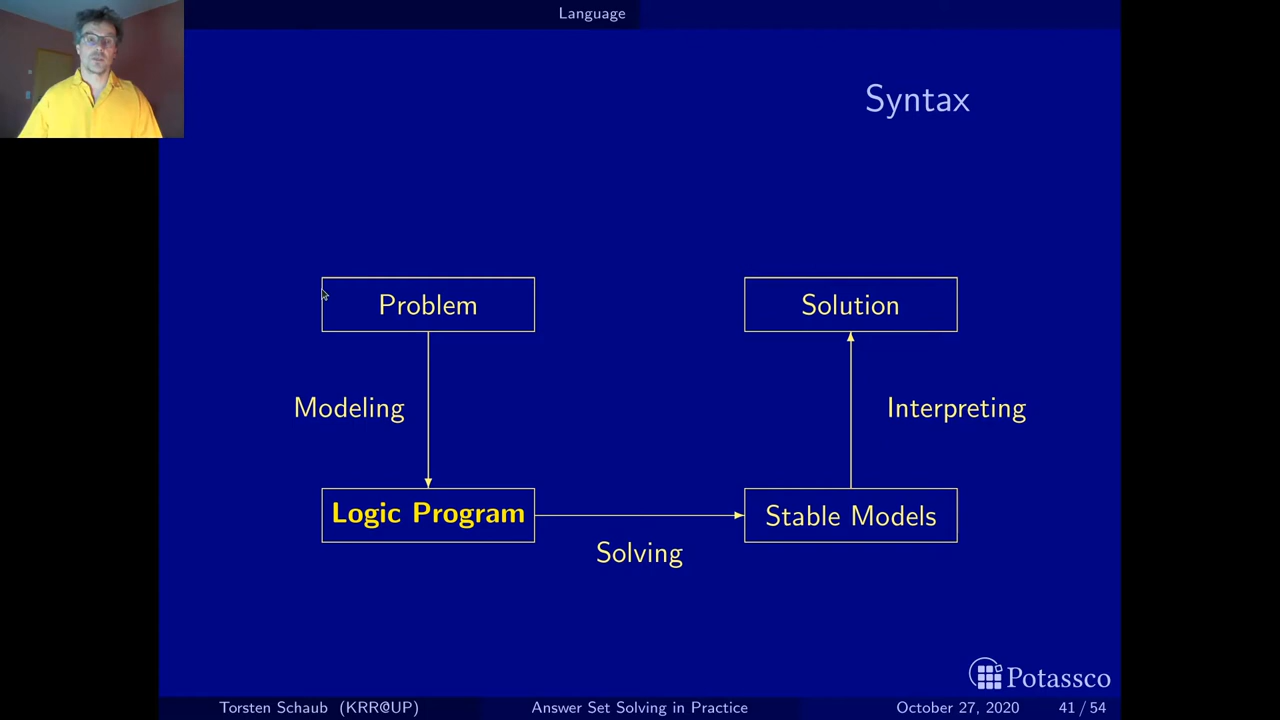 Language
Syntax
Problem
Solution
Modeling
Interpreting
Logic Program
Stable Models
Solving
Potassco
Torsten Schaub (KRR@UP)
Answer Set Solving in Practice
October 27, 2020
41 / 54